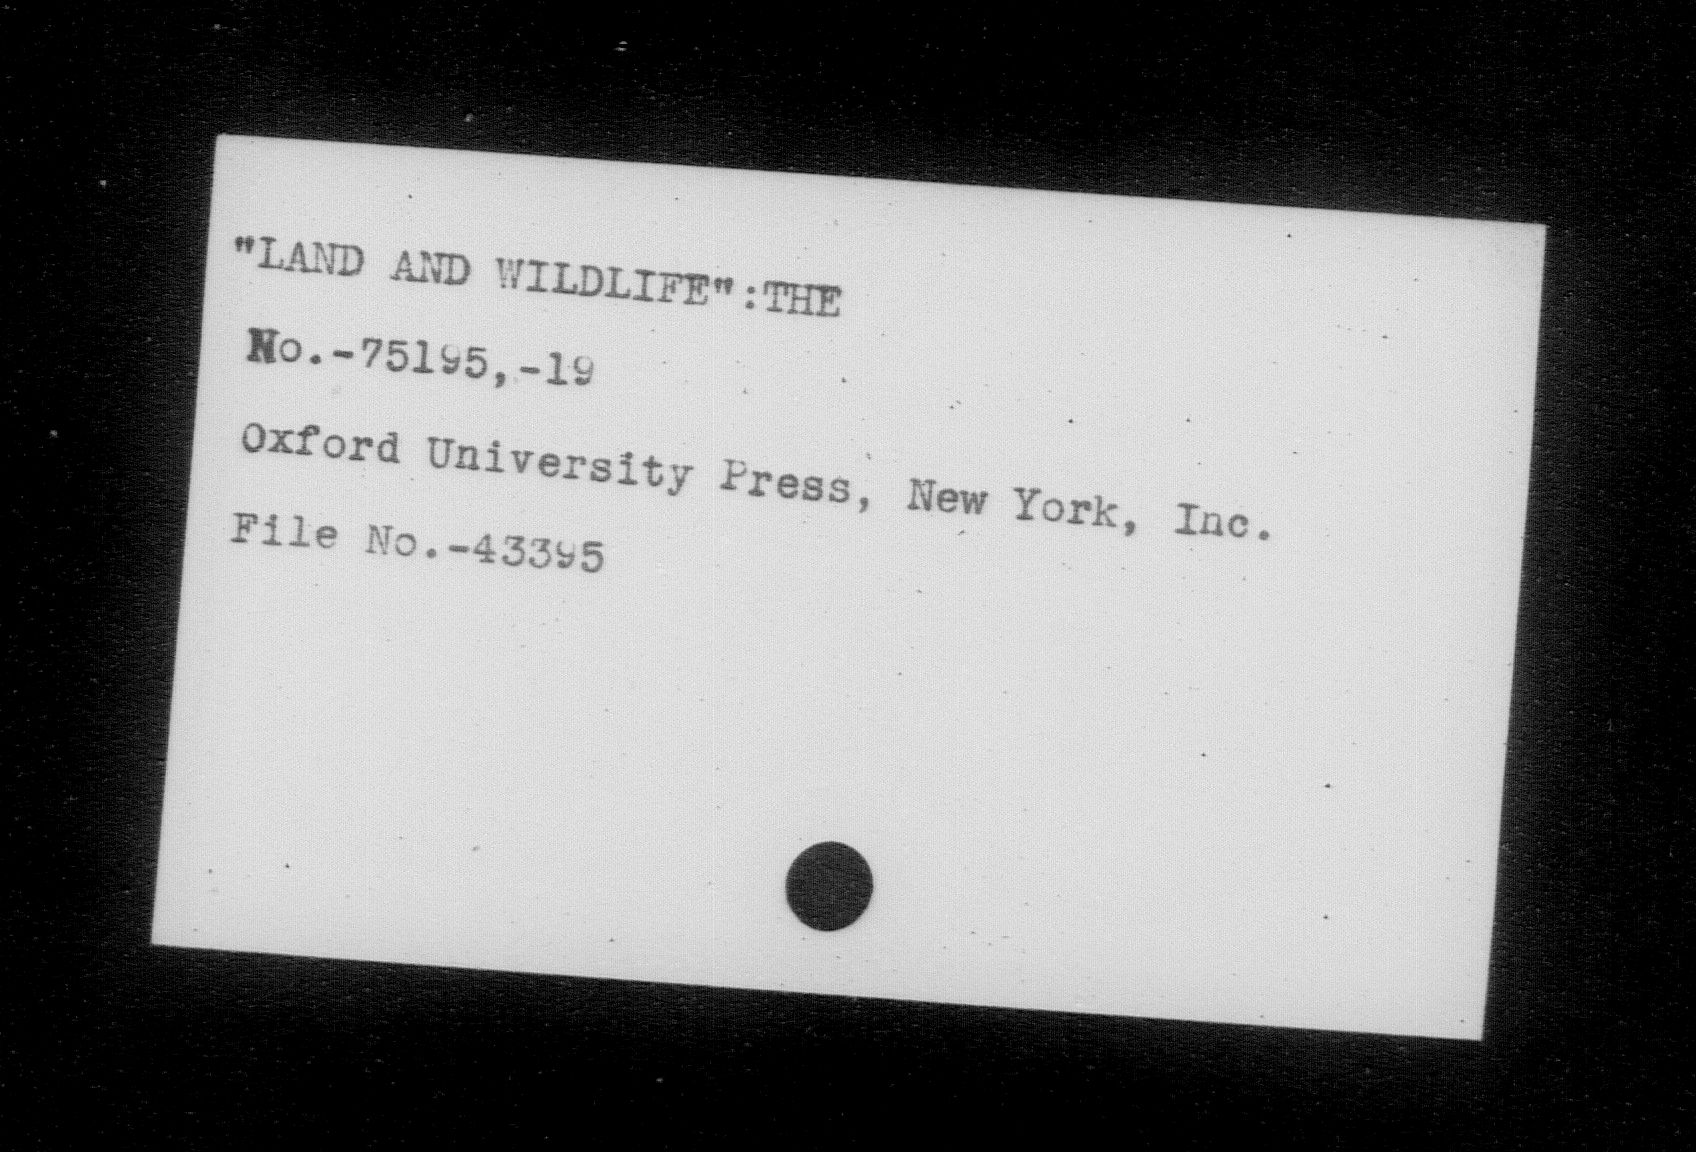 "LAND AND WILDLIFE":THE
No.-75195,-19
Oxford University Press, New York, Inc.
File No.-43395